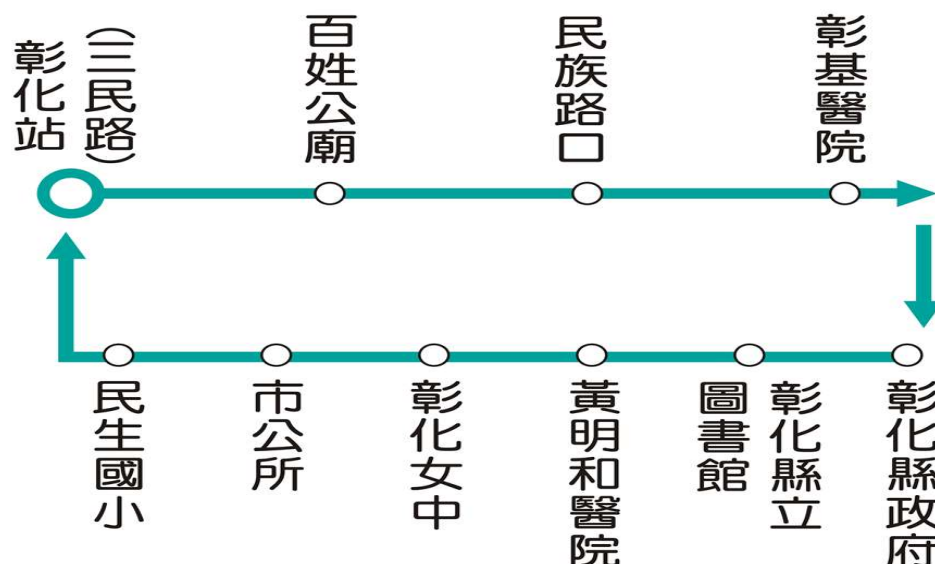 彰化站
（三民路）
百姓公廟
民族路口
彰基醫院
彰化縣政府
彰化縣立
圖書館
黃明和醫院
彰化女中
市公所
民生國小